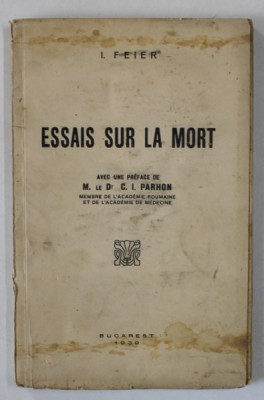 I. FEIER
ESSAIS SUR LA MORT
AVEC UNE PRÉFACE DE
M. LE Dr C. I. PARHON
MEMBRE DE L'ACADÉMIE ROUMAINE
ET DE L'ACADÉMIE DE MÉDECINE
BUCAREST